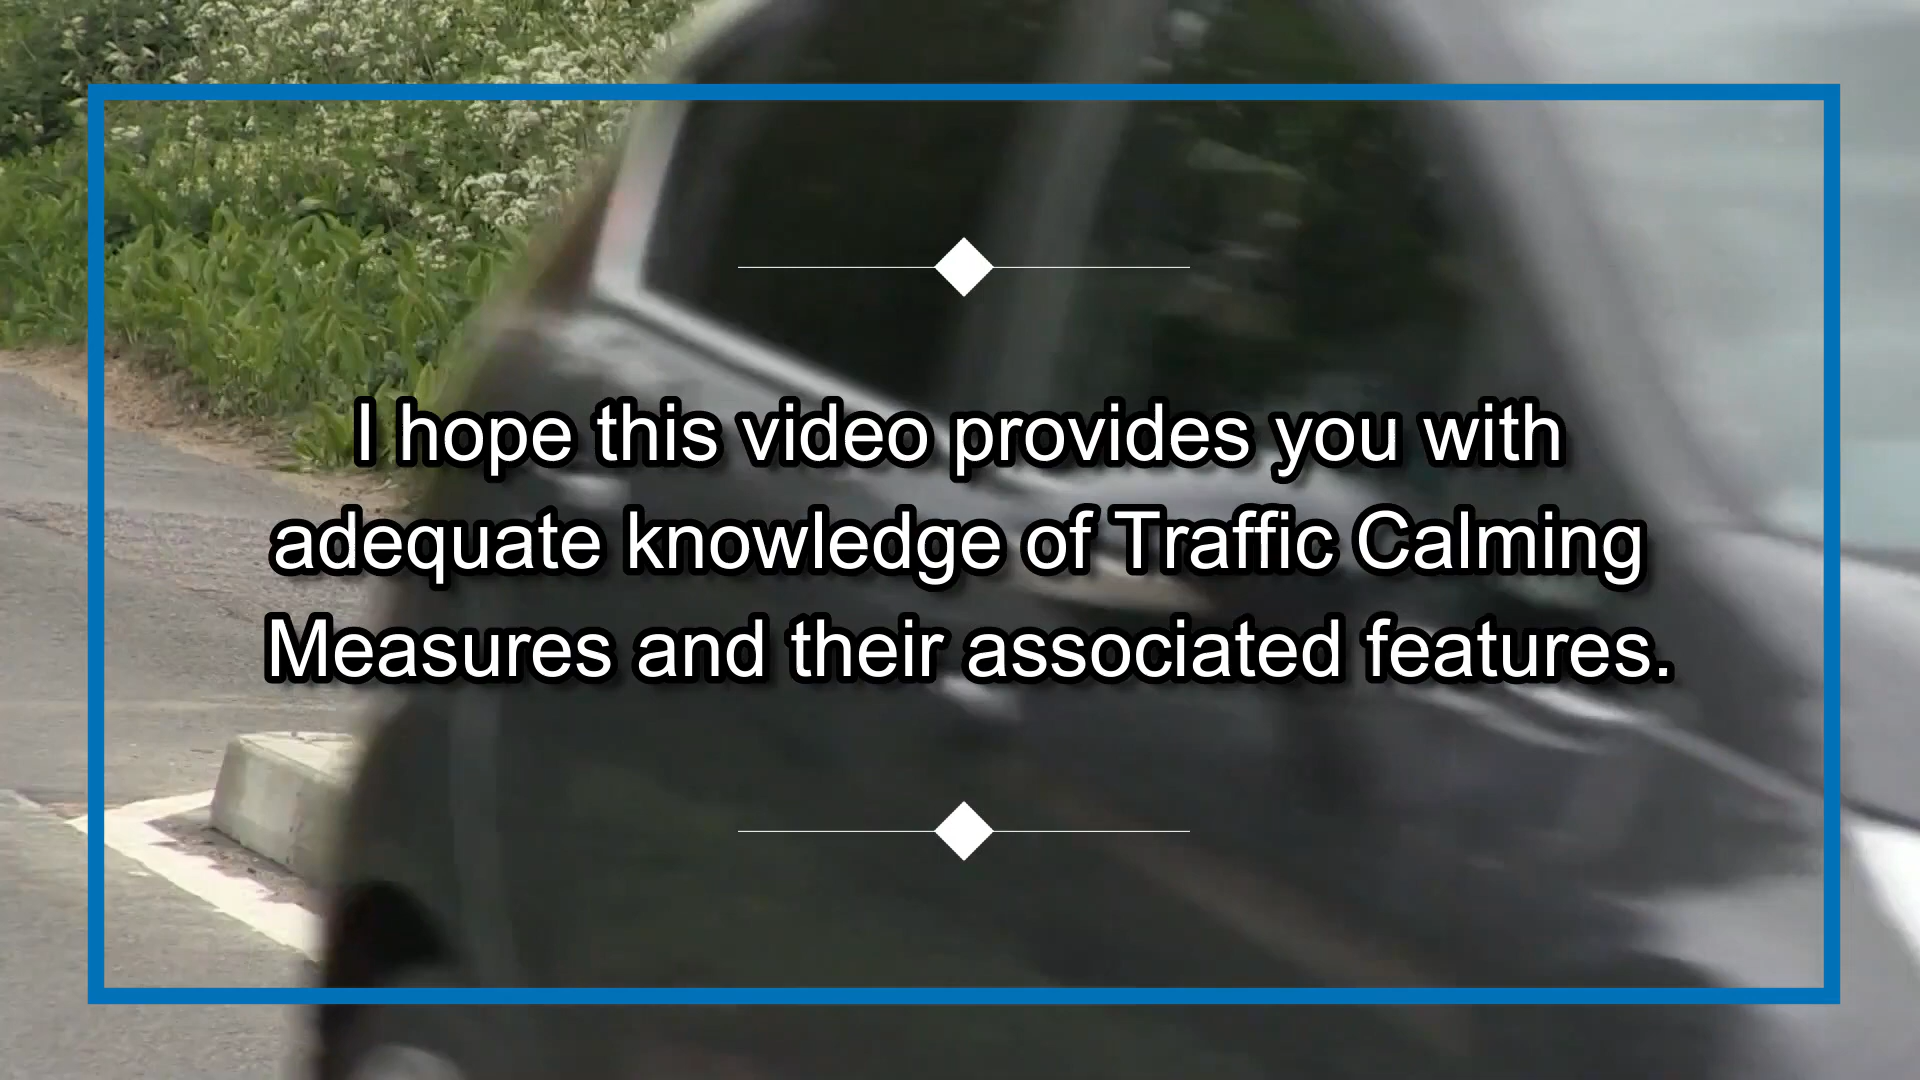 I hope this video provides you with
adequate knowledge of Traffic Calming
Measures and their associated features.